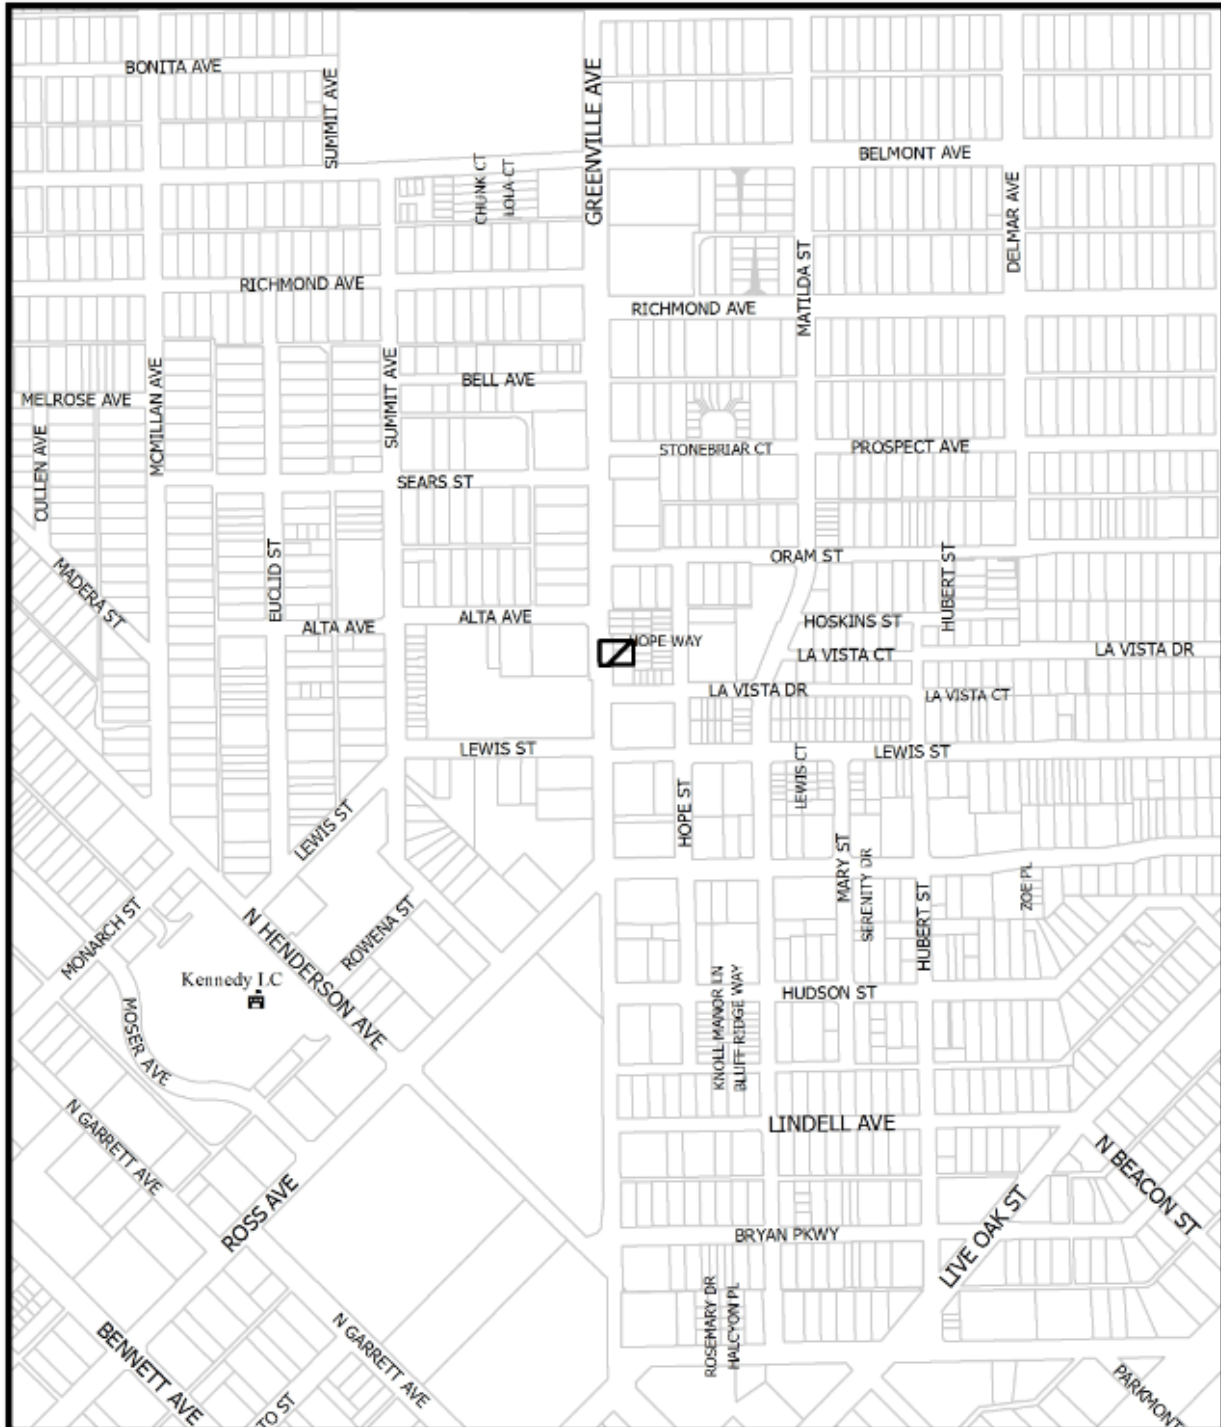 BONITA AVE
SUMMIT AVE
GREENVILLE AVE
BELMONT AVE
CHUNK CT
LOLA CT
DELMAR AVE
MATILDA ST
RICHMOND AVE
RICHMOND AVE
MCMILLAN AVE
SUMMIT AVE
BELL AVE
MELROSE AVE
CULLEN AVE
STONEBRIAR CT
PROSPECT AVE
SEARS ST
EUCLID ST
ORAM ST
HUBERT ST
MADERA ST
ALTA AVE
ALTA AVE
HOSKINS ST
HOPE WAY
LA VISTA CT
LA VISTA DR
LA VISTA DR
LA VISTA CT
LEWIS ST
LEWIS ST
LEWIS CT
HOPE ST
LEWIS ST
MARY ST
SERENITY DR
ZOE PL
HUBERT ST
MONARCH ST
N HENDERSON AVE
ROWENA ST
Kennedy LC
HUDSON ST
KNOLL MANOR LN
BLUFF RIDGE WAY
MOSER AVE
LINDELL AVE
N GARRETT AVE
N BEACON ST
ROSS AVE
LIVE OAK ST
BRYAN PKWY
ROSEMARY DR
HALCYON PL
N GARRETT AVE
BENNETT AVE
TO ST
PARKMONT